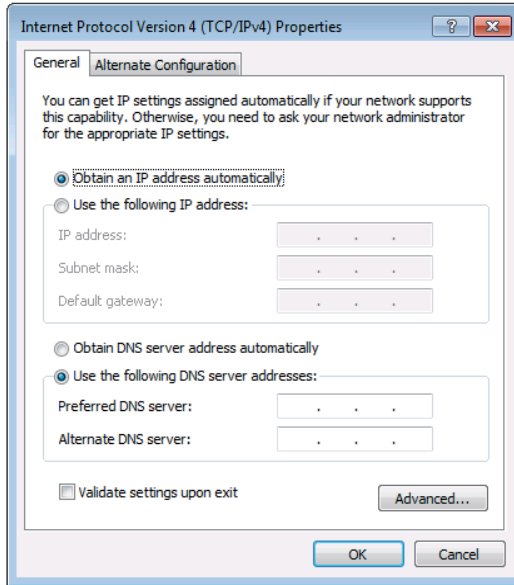 Internet Protocol Version 4 (TCP/IPv4) Properties
General
Alternate Configuration
You can get IP settings assigned automatically if your network supports
this capability. Otherwise, you need to ask your network administrator
for the appropriate IP settings.
Obtain an IP address automatically
Use the following IP address:
IP address:
. . .
Subnet mask:
. . .
Default gateway:
. . .
Obtain DNS server address automatically
Use the following DNS server addresses:
Preferred DNS server:
. . .
Alternate DNS server:
. . .
Validate settings upon exit
Advanced...
OK
Cancel